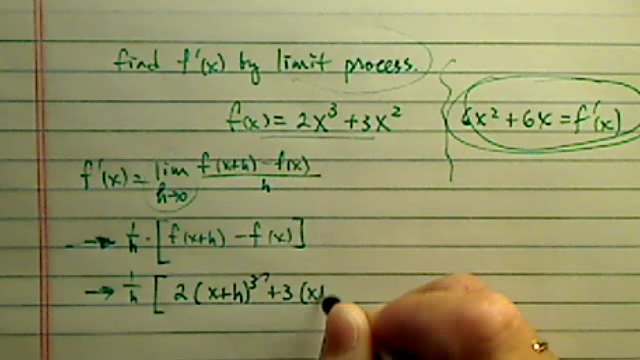 find f'(x) by limit process.
f(x) = 2x³ + 3x²
6x² + 6x = f'(x)
f'(x) = lim h→0 f(x+h) - f(x) / h
→ 1/h · [f(x+h) - f(x)]
→ 1/h [ 2(x+h)³ + 3(x